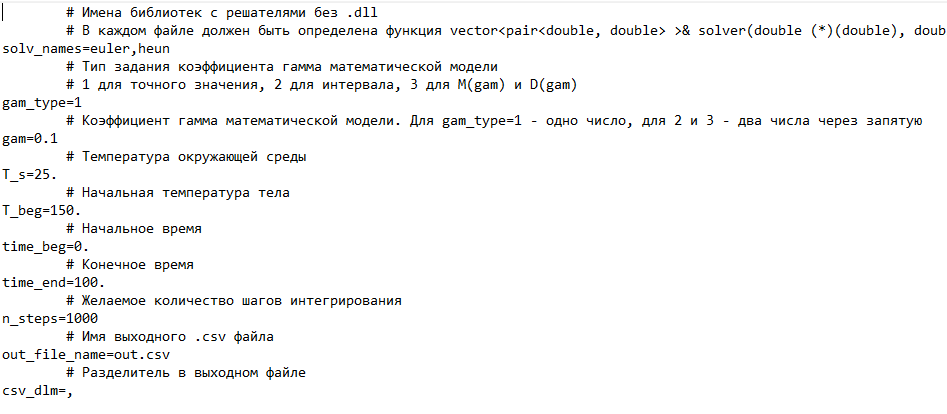 # Имена библиотек с решателями без .dll
# В каждом файле должен быть определена функция vector<pair<double, double> >& solver(double (*)(double), doub
solv_names=euler,heun
# Тип задания коэффициента гамма математической модели
# 1 для точного значения, 2 для интервала, 3 для M(gam) и D(gam)
gam_type=1
# Коэффициент гамма математической модели. Для gam_type=1 - одно число, для 2 и 3 - два числа через запятую
gam=0.1
# Температура окружающей среды
T_s=25.
# Начальная температура тела
T_beg=150.
# Начальное время
time_beg=0.
# Конечное время
time_end=100.
# Желаемое количество шагов интегрирования
n_steps=1000
# Имя выходного .csv файла
out_file_name=out.csv
# Разделитель в выходном файле
csv_dlm=,